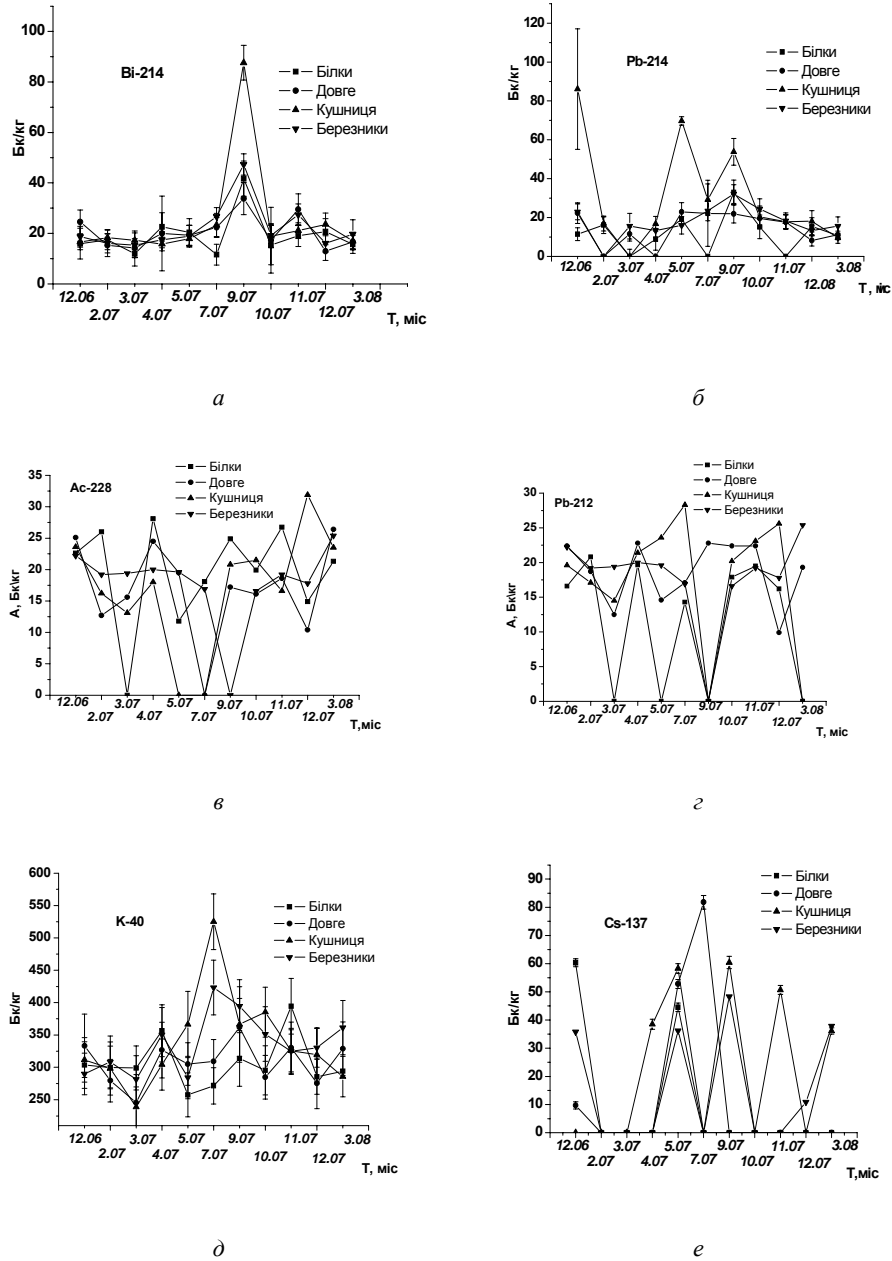 Bi-214
Білки
Довге
Кушниця
Березники
Бк/кг
100
80
60
40
20
0
12.06
2.07
3.07
4.07
5.07
7.07
9.07
10.07
11.07
12.07
3.08
Т, міс
а
Pb-214
Білки
Довге
Кушниця
Березники
Бк/кг
120
100
80
60
40
20
0
12.06
2.07
3.07
4.07
5.07
7.07
9.07
10.07
11.07
12.08
3.08
Т, міс
б
Ac-228
Білки
Довге
Кушниця
Березники
А, Бк\кг
35
30
25
20
15
10
5
0
12.06
2.07
3.07
4.07
5.07
7.07
9.07
10.07
11.07
12.07
3.08
Т,міс
в
Pb-212
Білки
Довге
Кушниця
Березники
А, Бк\кг
30
25
20
15
10
5
0
12.06
2.07
3.07
4.07
5.07
7.07
9.07
10.07
11.07
12.07
3.08
Т, міс
г
K-40
Білки
Довге
Кушниця
Березники
Бк/кг
600
550
500
450
400
350
300
250
12.06
2.07
3.07
4.07
5.07
7.07
9.07
10.07
11.07
12.07
3.08
Т, міс
д
Cs-137
Білки
Довге
Кушниця
Березники
Бк/кг
90
80
70
60
50
40
30
20
10
0
12.06
2.07
3.07
4.07
5.07
7.07
9.07
10.07
11.07
12.07
3.08
Т,міс
е